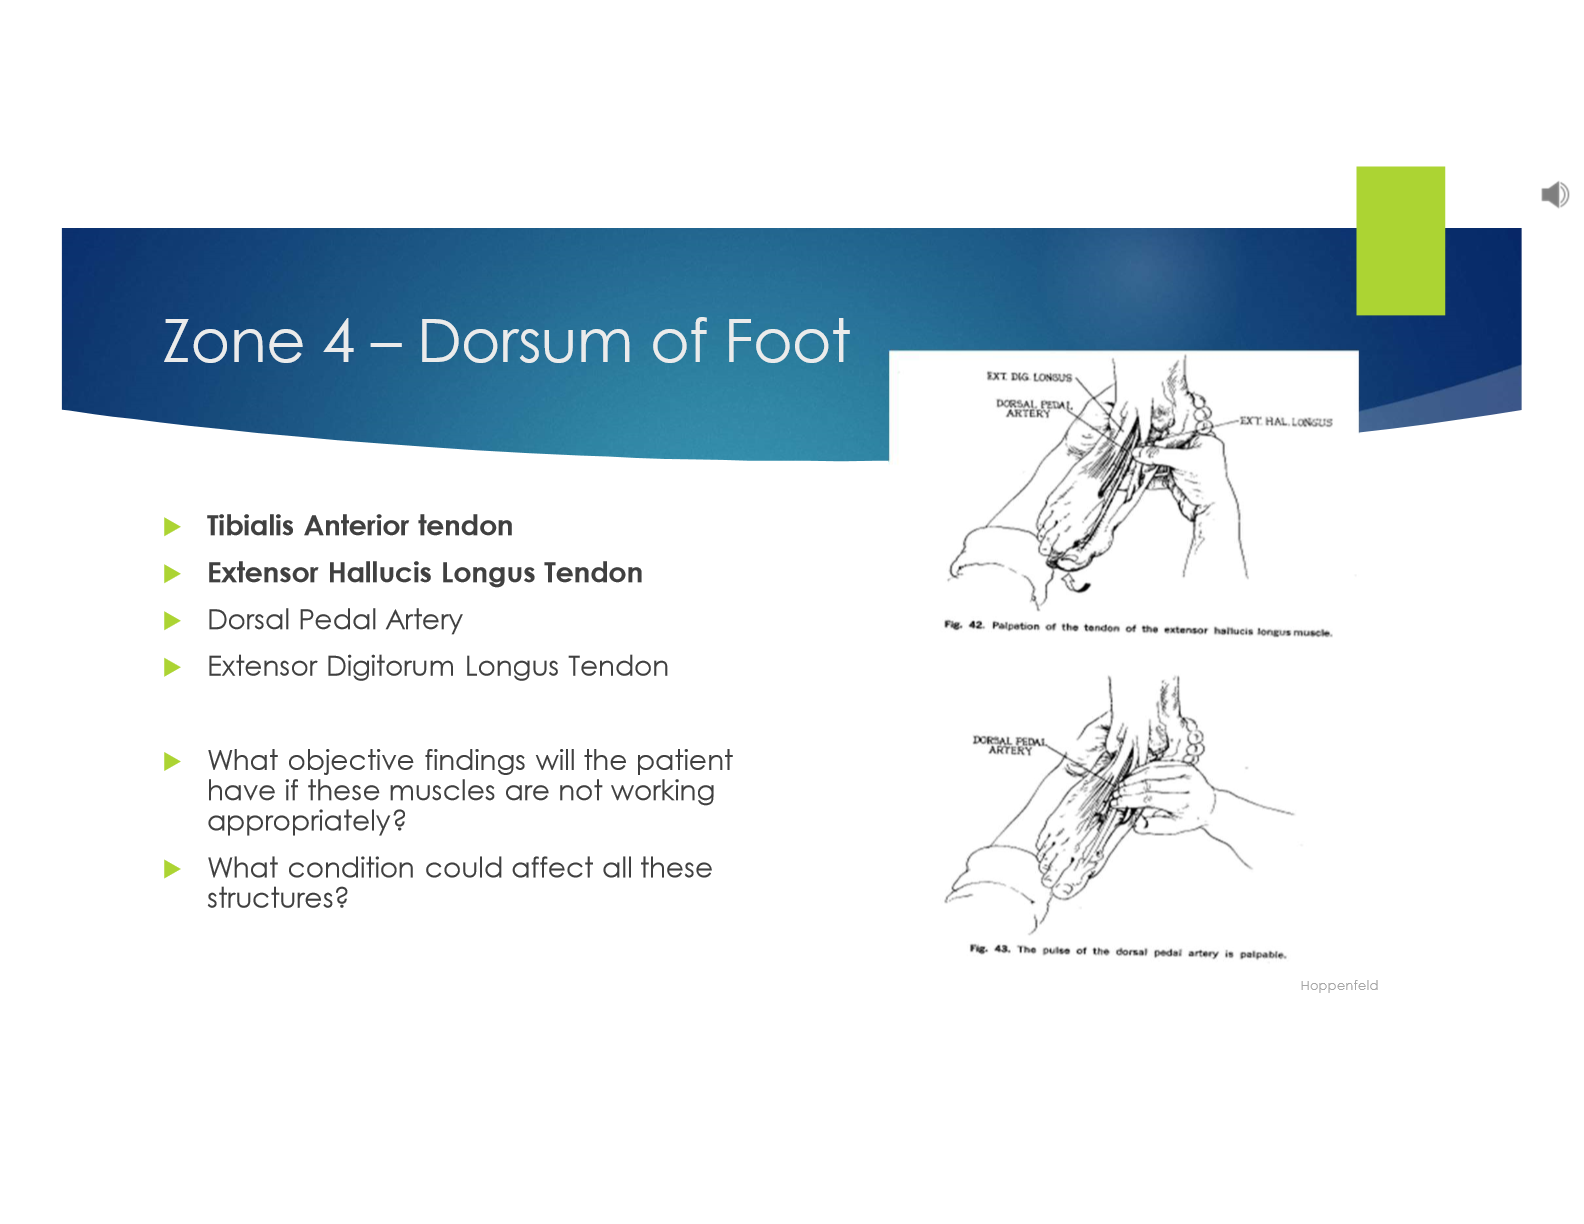 Zone 4 – Dorsum of Foot
Tibialis Anterior tendon
Extensor Hallucis Longus Tendon
Dorsal Pedal Artery
Extensor Digitorum Longus Tendon
What objective findings will the patient
have if these muscles are not working
appropriately?
What condition could affect all these
structures?
EXT. DIG. LONGUS
DORSAL PEDAL
ARTERY
EXT. HAL. LONGUS
Fig. 42. Palpation of the tendon of the extensor hallucis longus muscle.
DORSAL PEDAL
ARTERY
Fig. 43. The pulse of the dorsal pedal artery is palpable.
Hoppenfeld